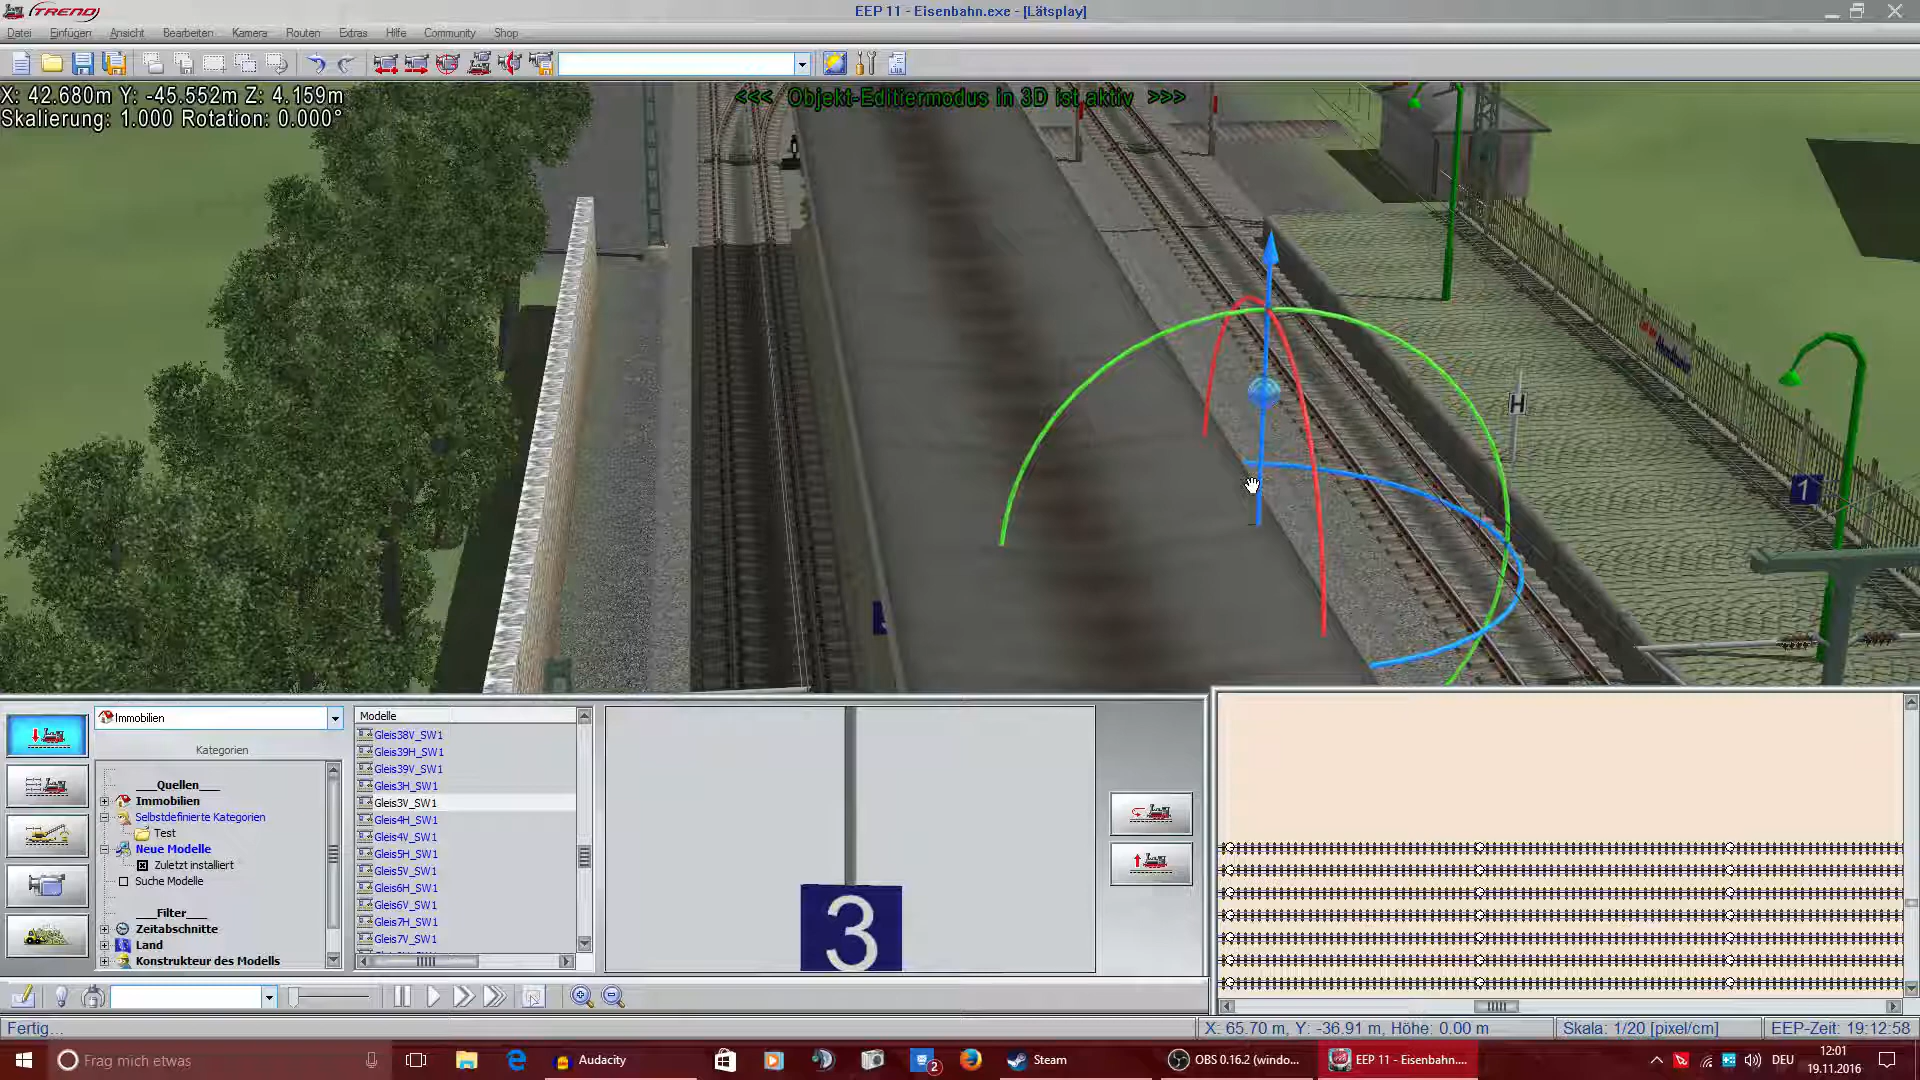 TREND
EEP 11 - Eisenbahn.exe - [Lätsplay]
Datei Einfügen Ansicht Bearbeiten Kamera Routen Extras Hilfe Community Shop
X: 42.680m Y: -45.552m Z: 4.159m
Skalierung: 1.000 Rotation: 0.000°
<<< Objekt-Editiermodus in 3D ist aktiv >>>
H
1
Immobilien
Kategorien
__Quellen___
Immobilien
Selbstdefinierte Kategorien
Test
Neue Modelle
Zuletzt installiert
Suche Modelle
___Filter___
Zeitabschnitte
Land
Konstrukteur des Modells
Modelle
Gleis38V_SW1
Gleis39H_SW1
Gleis39V_SW1
Gleis3H_SW1
Gleis3V_SW1
Gleis4H_SW1
Gleis4V_SW1
Gleis5H_SW1
Gleis5V_SW1
Gleis6H_SW1
Gleis6V_SW1
Gleis7H_SW1
Gleis7V_SW1
3
Fertig...
X: 65.70 m, Y: -36.91 m, Höhe: 0.00 m
Skala: 1/20 [pixel/cm]
EEP-Zeit: 19:12:58
Frag mich etwas
2
Audacity
Steam
OBS 0.16.2 (windo...
EEP 11 - Eisenbahn....
DEU
12:01
19.11.2016